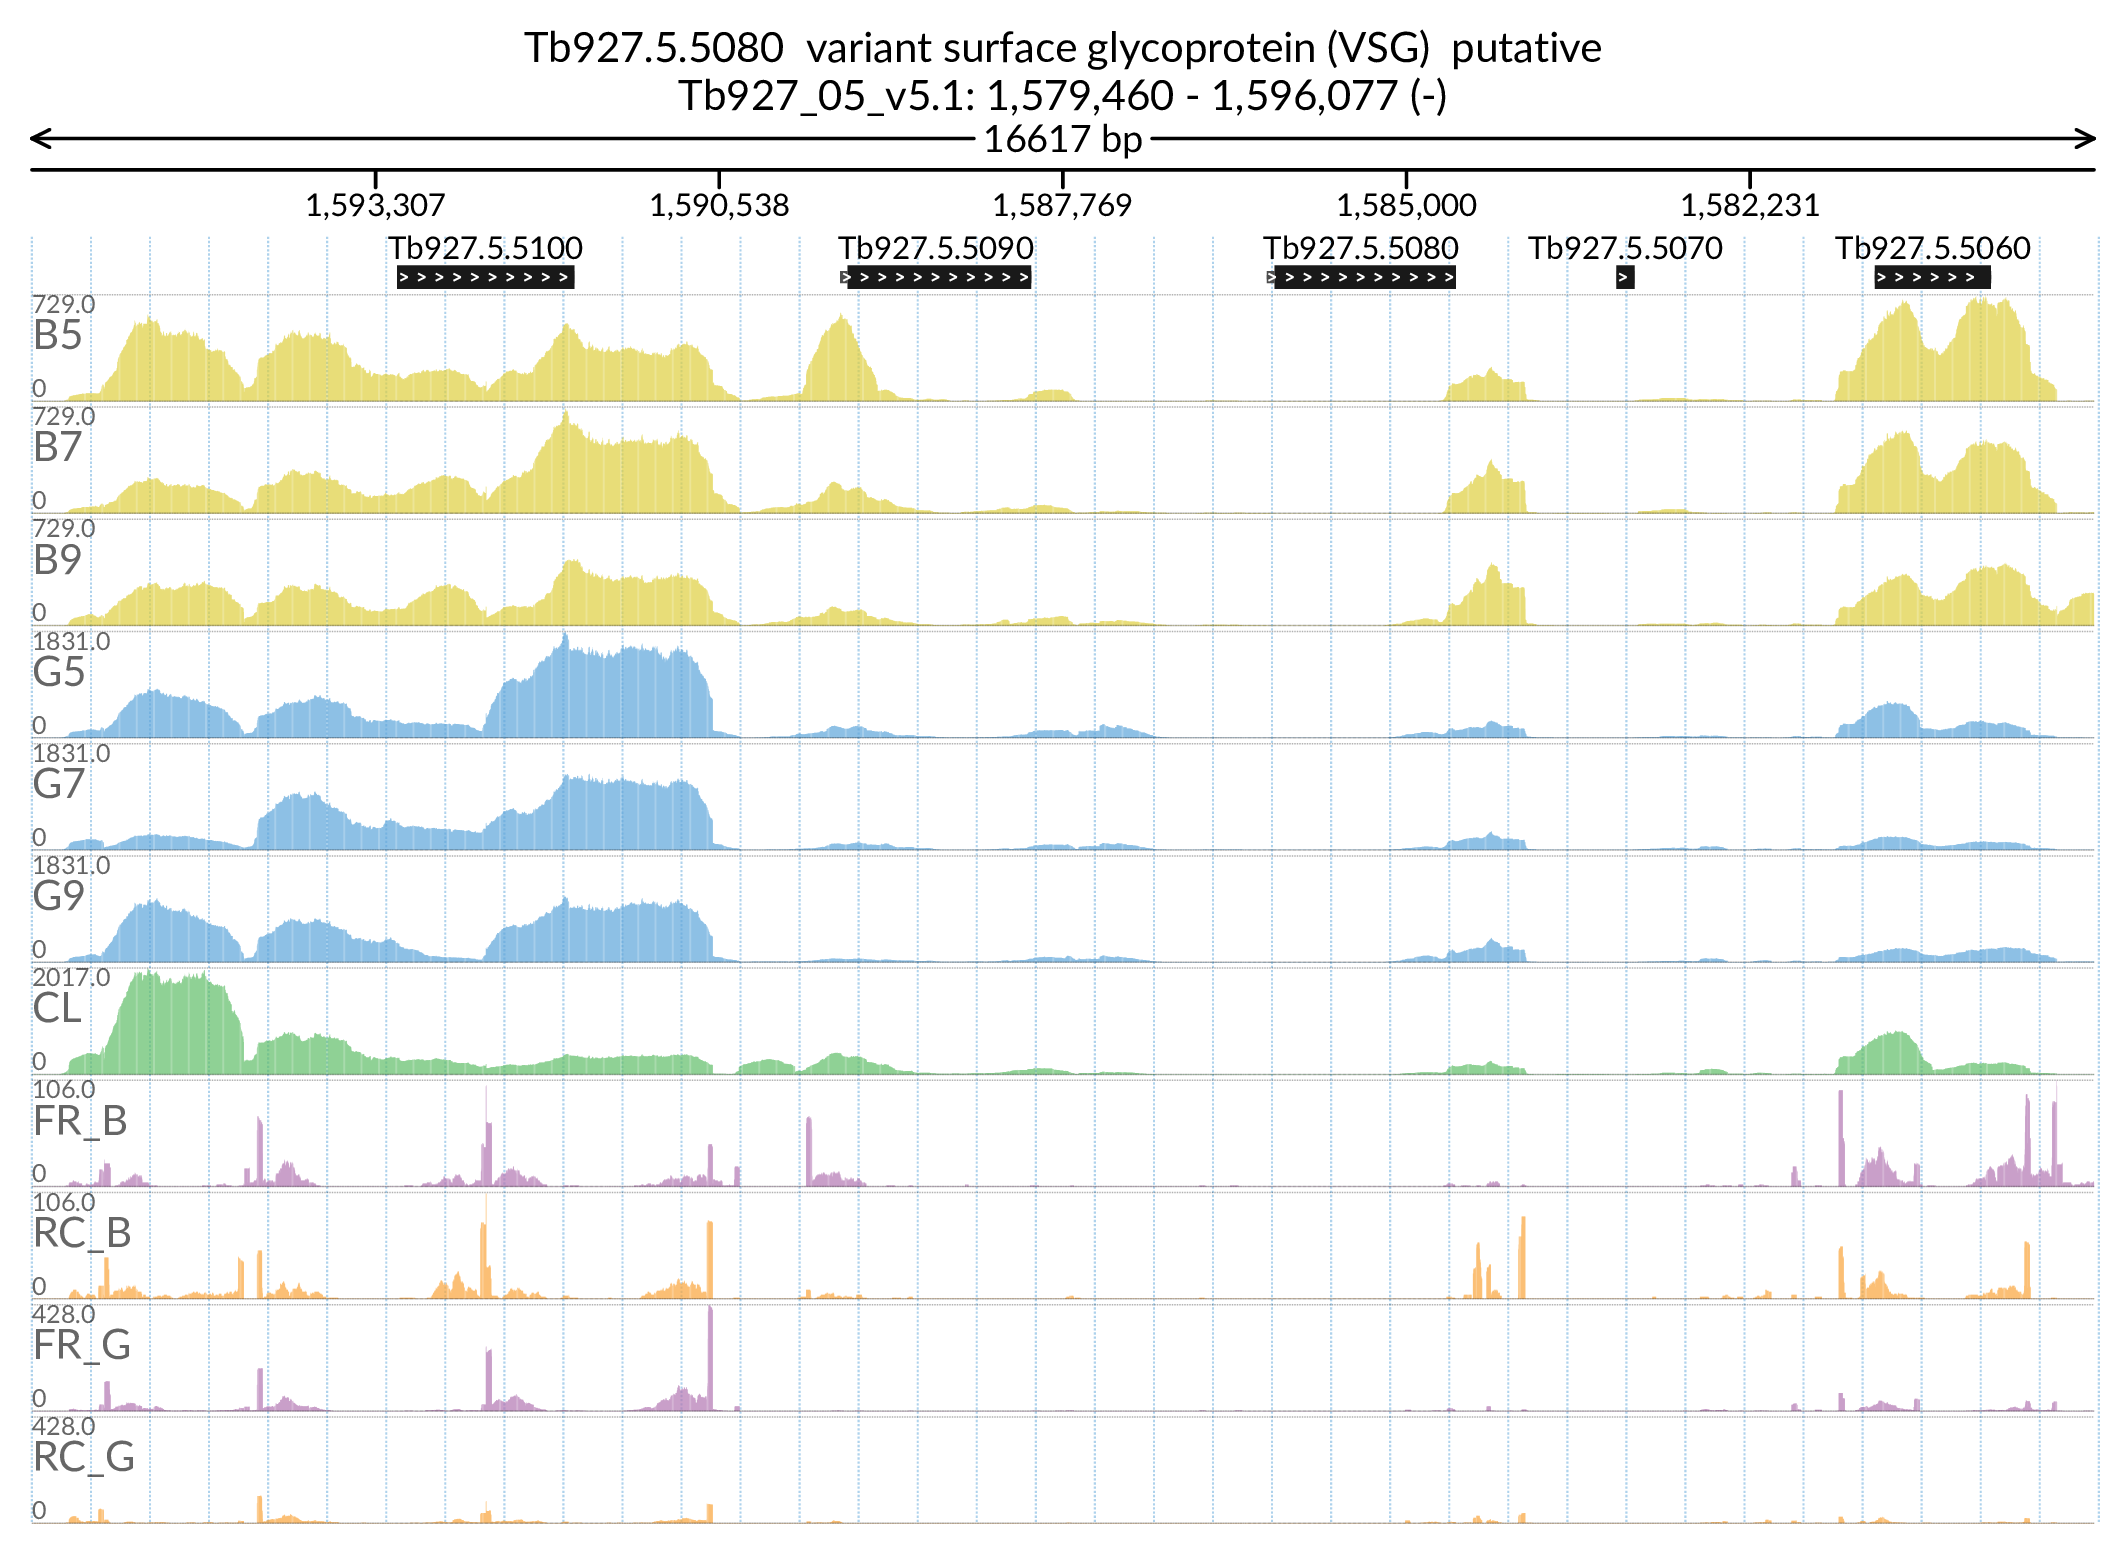 Tb927.5.5080  variant surface glycoprotein (VSG)  putative
Tb927_05_v5.1: 1,579,460 - 1,596,077 (-)
16617 bp
1,593,307 1,590,538 1,587,769 1,585,000 1,582,231
Tb927.5.5100 Tb927.5.5090 Tb927.5.5080 Tb927.5.5070 Tb927.5.5060
729.0
B5
0
729.0
B7
0
729.0
B9
0
1831.0
G5
0
1831.0
G7
0
1831.0
G9
0
2017.0
CL
0
106.0
FR_B
0
106.0
RC_B
0
428.0
FR_G
0
428.0
RC_G
0